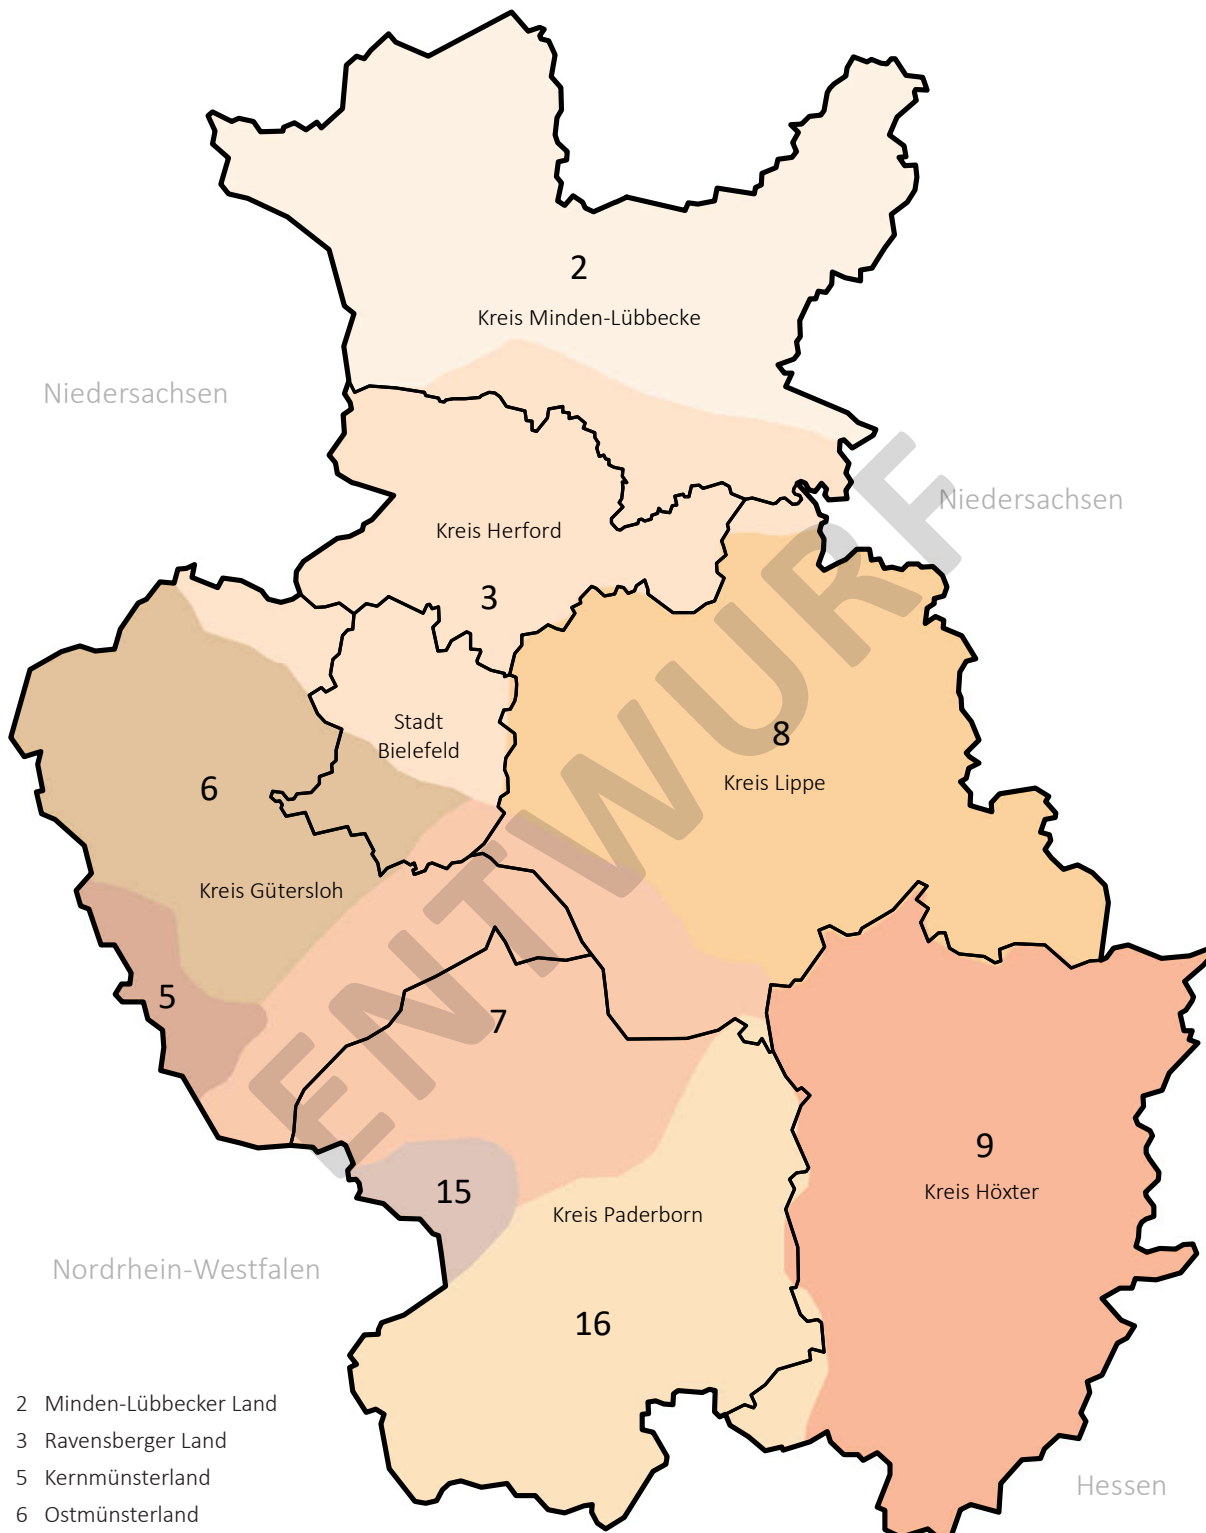 2
Kreis Minden-Lübbecke
Niedersachsen
Niedersachsen
Kreis Herford
3
Stadt
Bielefeld
8
Kreis Lippe
6
Kreis Gütersloh
5
7
ENTWURF
9
Kreis Höxter
15
Kreis Paderborn
Nordrhein-Westfalen
16
2 Minden-Lübbecker Land
3 Ravensberger Land
5 Kernmünsterland
6 Ostmünsterland
Hessen